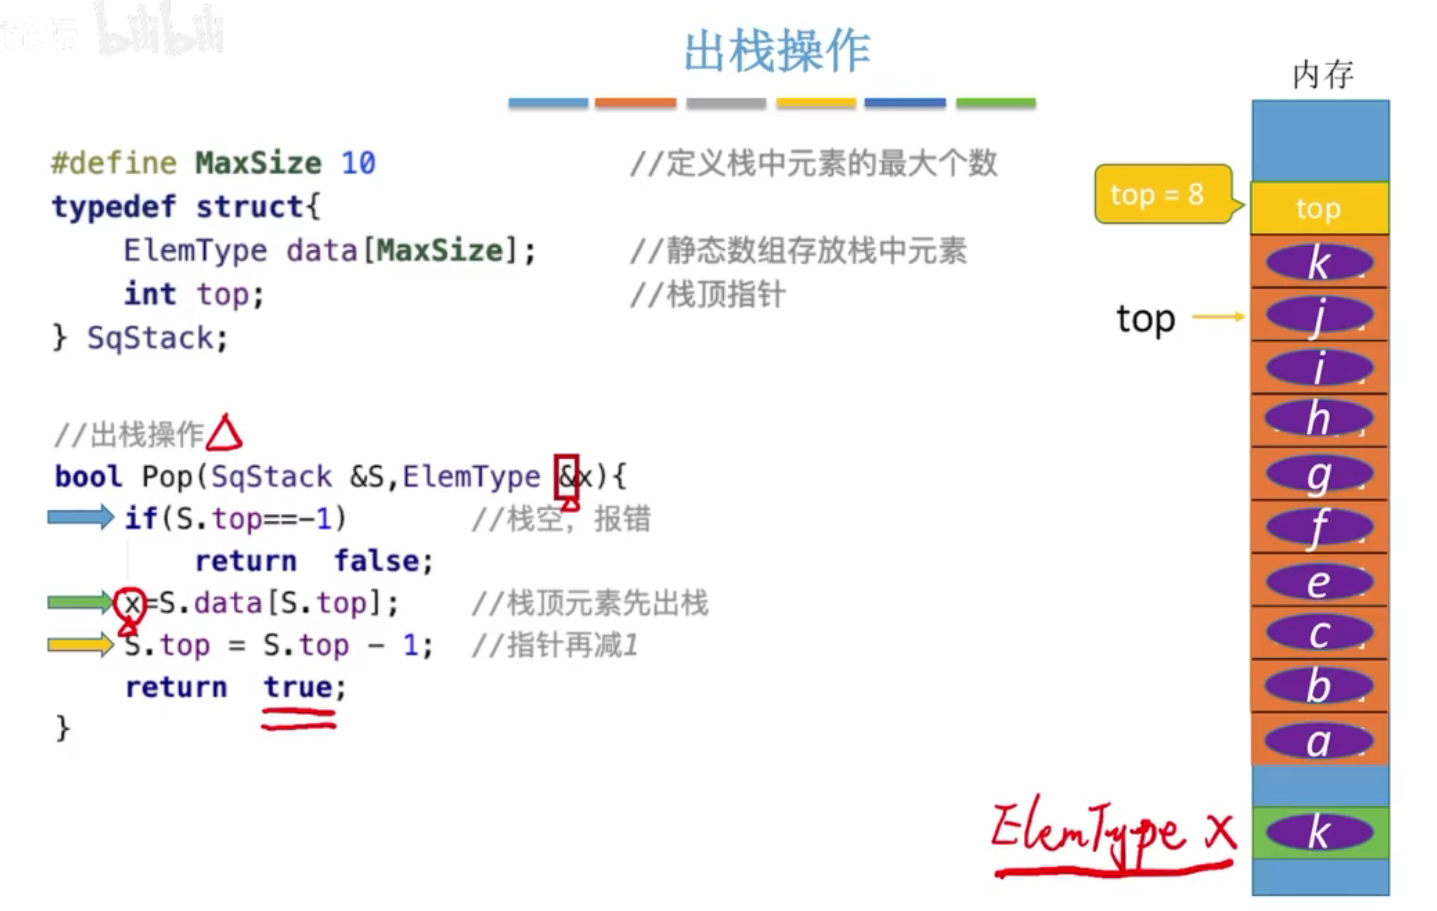 bilibili
出栈操作
内存
#define MaxSize 10 //定义栈中元素的最大个数
typedef struct{
ElemType data[MaxSize]; //静态数组存放栈中元素
int top; //栈顶指针
} SqStack;
//出栈操作
bool Pop(SqStack &S,ElemType &x){
if(S.top==-1) //栈空，报错
return false;
x=S.data[S.top]; //栈顶元素先出栈
S.top = S.top - 1; //指针再减1
return true;
}
top = 8
top
k
top
j
i
h
g
f
e
c
b
a
ElemType x
k